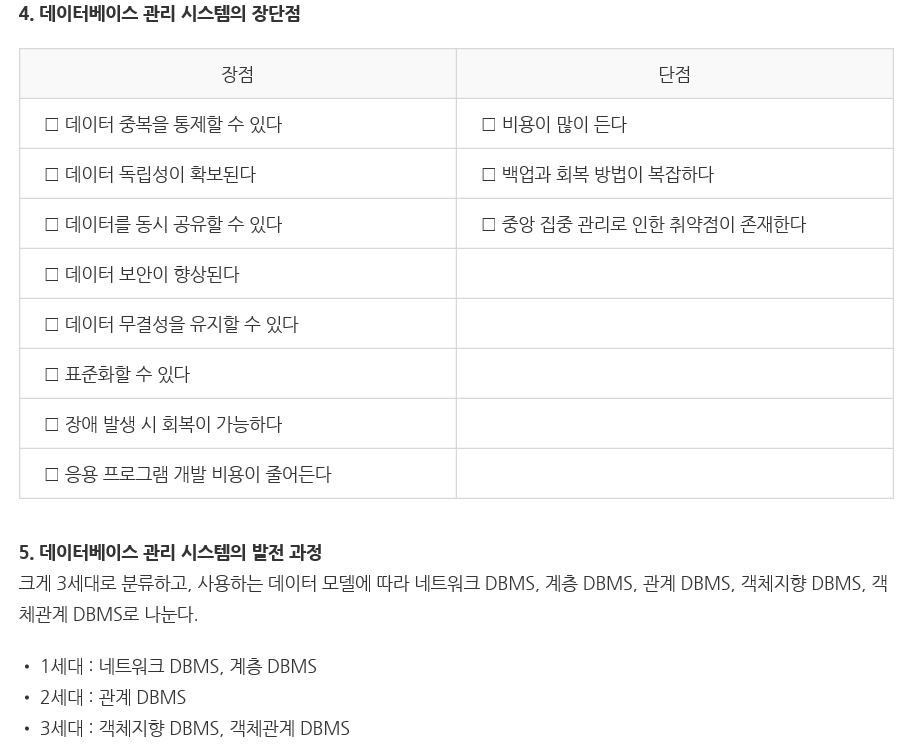 4. 데이터베이스 관리 시스템의 장단점
장점 단점
□ 데이터 중복을 통제할 수 있다 □ 비용이 많이 든다
□ 데이터 독립성이 확보된다 □ 백업과 회복 방법이 복잡하다
□ 데이터를 동시 공유할 수 있다 □ 중앙 집중 관리로 인한 취약점이 존재한다
□ 데이터 보안이 향상된다
□ 데이터 무결성을 유지할 수 있다
□ 표준화할 수 있다
□ 장애 발생 시 회복이 가능하다
□ 응용 프로그램 개발 비용이 줄어든다
5. 데이터베이스 관리 시스템의 발전 과정
크게 3세대로 분류하고, 사용하는 데이터 모델에 따라 네트워크 DBMS, 계층 DBMS, 관계 DBMS, 객체지향 DBMS, 객
체관계 DBMS로 나눈다.
• 1세대 : 네트워크 DBMS, 계층 DBMS
• 2세대 : 관계 DBMS
• 3세대 : 객체지향 DBMS, 객체관계 DBMS